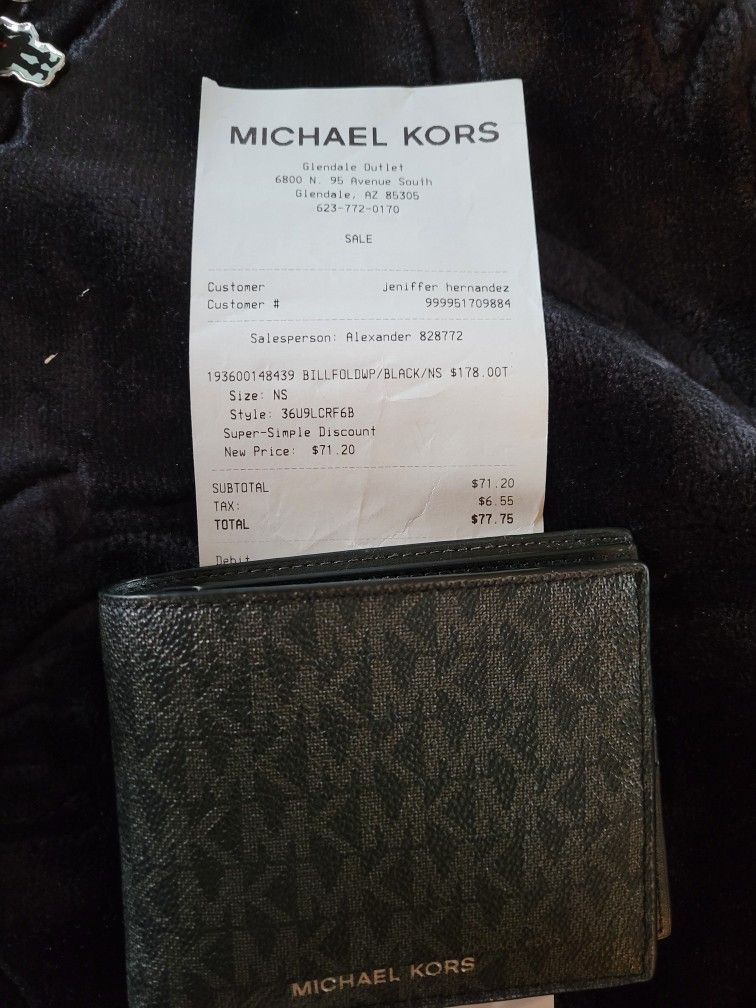 MICHAEL KORS
Glendale Outlet
6800 N. 95 Avenue South
Glendale, AZ 85305
623-772-0170
SALE
Customer jeniffer hernandez
Customer # 999951709884
Salesperson: Alexander 828772
193600148439 BILLFOLDWP/BLACK/NS $178.00T
Size: NS
Style: 36U9LCRF6B
Super-Simple Discount
New Price: $71.20
SUBTOTAL $71.20
TAX: $6.55
TOTAL $77.75
Debit
MICHAEL KORS